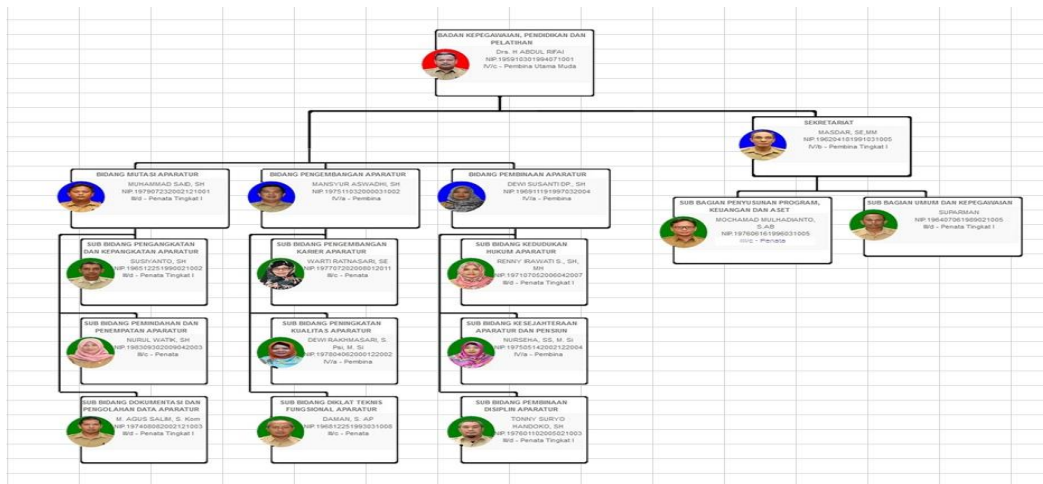 BADAN KEPEGAWAIAN, PENDIDIKAN DAN
PELATIHAN
Drs. H ABDUL RIFAI
NIP.195910301994071001
IV/c - Pembina Utama Muda
SEKRETARIAT
MASDAR, SE,MM
NIP.196204181991031005
IV/b - Pembina Tingkat I
BIDANG MUTASI APARATUR
MUHAMMAD SAID, SH
NIP.197907232002121001
III/d - Penata Tingkat I
BIDANG PENGEMBANGAN APARATUR
MANSYUR ASWADHI, SH
NIP.197511032000031002
IV/a - Pembina
BIDANG PEMBINAAN APARATUR
DEWI SUSANTI DP., SH
NIP.196911191997032004
IV/a - Pembina
SUB BAGIAN PENYUSUNAN PROGRAM,
KEUANGAN DAN ASET
MOCHAMAD MULHADIANTO,
S.AB
NIP.197606161996031005
III/c - Penata
SUB BAGIAN UMUM DAN KEPEGAWAIAN
SUPARMAN
NIP.196407061989021005
III/d - Penata Tingkat I
SUB BIDANG PENGANGKATAN
DAN KEPANGKATAN APARATUR
SUSIYANTO, SH
NIP.196512251990021002
III/d - Penata Tingkat I
SUB BIDANG PENGEMBANGAN
KARIER APARATUR
WARTI RATNASARI, SE
NIP.197707202008012011
III/c - Penata
SUB BIDANG KEDUDUKAN
HUKUM APARATUR
RENNY IRAWATI S., SH,
MH
NIP.197107052006042007
III/d - Penata Tingkat I
SUB BIDANG PEMINDAHAN DAN
PENEMPATAN APARATUR
NURUL WATIK, SH
NIP.198309302009042003
III/c - Penata
SUB BIDANG PENINGKATAN
KUALITAS APARATUR
DEWI RAKHMASARI, S.
Psi, M. Si
NIP.197804062000122002
IV/a - Pembina
SUB BIDANG KESEJAHTERAAN
APARATUR DAN PENSIUN
NURSEHA, SS, M. Si
NIP.197505142002122004
IV/a - Pembina
SUB BIDANG DOKUMENTASI DAN
PENGOLAHAN DATA APARATUR
M. AGUS SALIM, S. Kom
NIP.197408082002121003
III/d - Penata Tingkat I
SUB BIDANG DIKLAT TEKNIS
FUNGSIONAL APARATUR
DAMAN, S. AP
NIP.196812251993031008
III/c - Penata
SUB BIDANG PEMBINAAN
DISIPLIN APARATUR
TONNY SURYO
HANDOKO, SH
NIP.197601102005021003
III/d - Penata Tingkat I